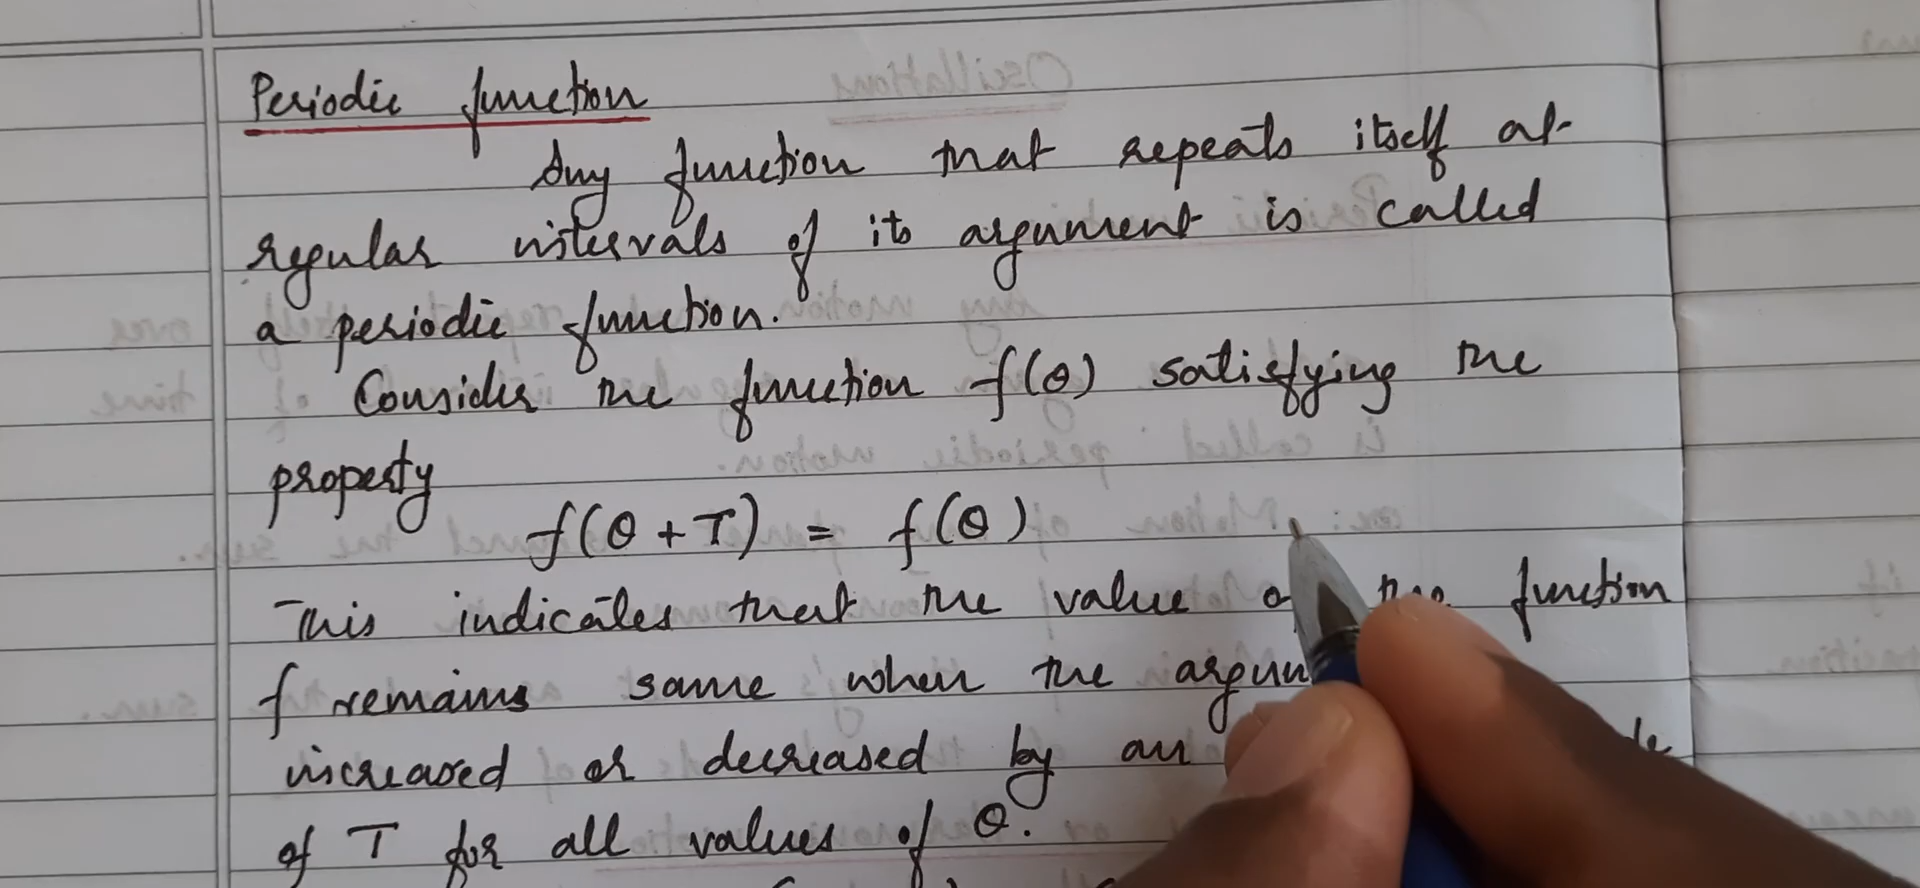 Periodic function
Any function that repeats itself at
regular intervals of its argument is called
a periodic function.
Consider the function f(θ) satisfying the
property
f(θ + T) = f(θ)
This indicates that the value the function
f remains same when the
increased or decreased by an
of T for all values of θ.